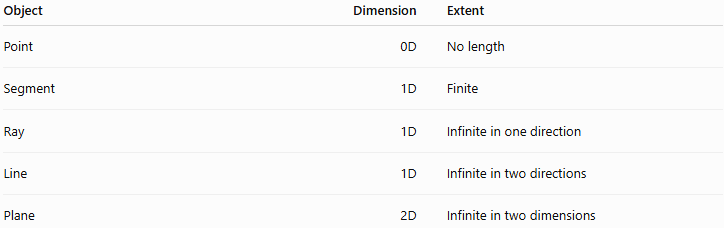 Object Dimension Extent
Point 0D No length
Segment 1D Finite
Ray 1D Infinite in one direction
Line 1D Infinite in two directions
Plane 2D Infinite in two dimensions